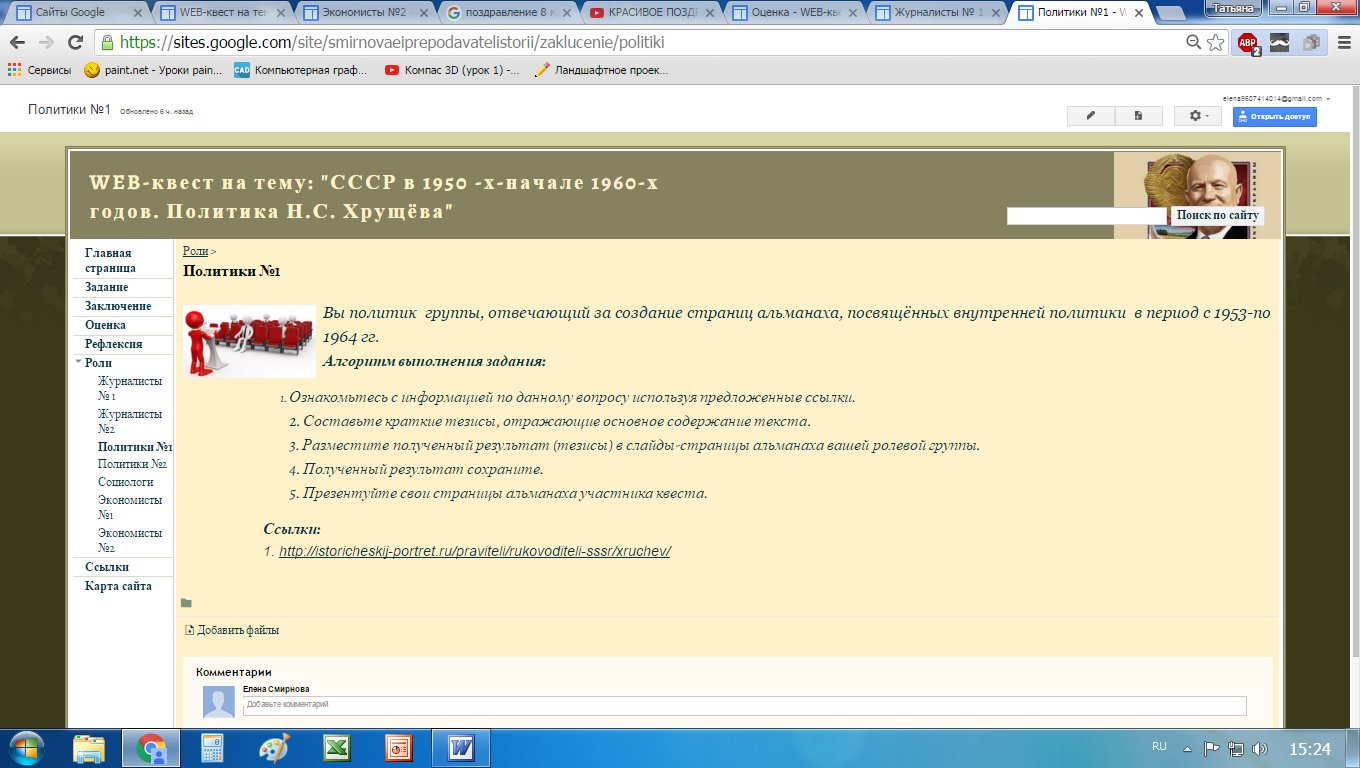 Сайты Google
WEB-квест на тем
Экономисты №2 -
поздравление 8 м
КРАСИВОЕ ПОЗД
Оценка - WEB-кв
Журналисты № 1
Политики №1 - W
Татьяна
https://sites.google.com/site/smirnovaeiprepodavatelistorii/zaklucenie/politiki
ABP
2
Сервисы
paint.net - Уроки pain...
CAD
Компьютерная граф...
Компас 3D (урок 1) -...
Ландшафтное проек...
elena9607414014@gmail.com
Политики №1 Обновлено 6 ч. назад
Открыть доступ
WEB-квест на тему: "СССР в 1950 -х-начале 1960-х
годов. Политика Н.С. Хрущёва"
Поиск по сайту
Главная
страница
Задание
Заключение
Оценка
Рефлексия
Роли
Журналисты
№ 1
Журналисты
№2
Политики №1
Политики №2
Социологи
Экономисты
№1
Экономисты
№2
Ссылки
Карта сайта
Роли >
Политики №1
Вы политик группы, отвечающий за создание страниц альманаха, посвящённых внутренней политики в период с 1953-по
1964 гг.
Алгоритм выполнения задания:
1. Ознакомьтесь с информацией по данному вопросу используя предложенные ссылки.
2. Составьте краткие тезисы, отражающие основное содержание текста.
3. Разместите полученный результат (тезисы) в слайды-страницы альманаха вашей ролевой группы.
4. Полученный результат сохраните.
5. Презентуйте свои страницы альманаха участника квеста.
Ссылки:
1. http://istoricheskij-portret.ru/praviteli/rukovoditeli-sssr/xruchev/
Добавить файлы
Комментарии
Елена Смирнова
Добавьте комментарий
RU
15:24